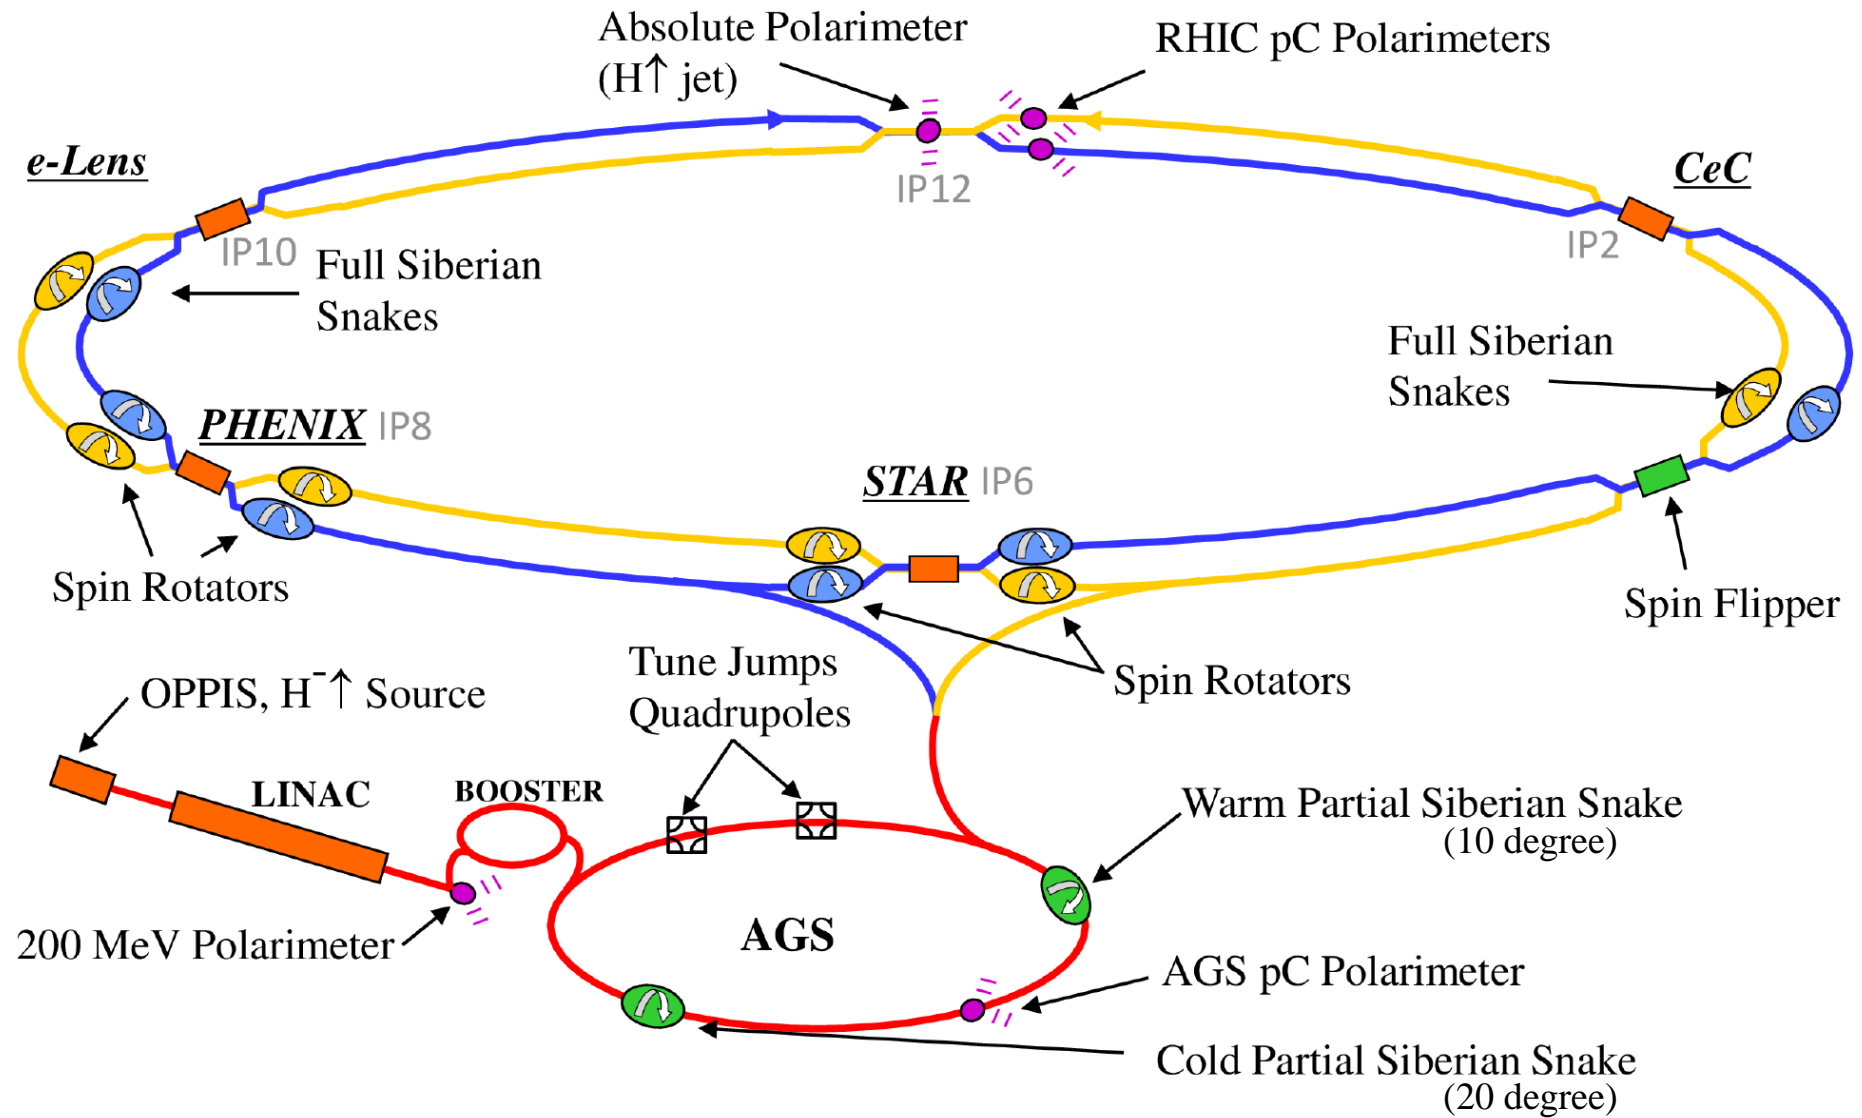 Absolute Polarimeter
(H↑ jet)
RHIC pC Polarimeters
e-Lens
CeC
IP12
IP10
IP2
Full Siberian
Snakes
Full Siberian
Snakes
PHENIX IP8
STAR IP6
Spin Rotators
Spin Flipper
Tune Jumps
Quadrupoles
Spin Rotators
OPPIS, H⁻↑ Source
LINAC
BOOSTER
Warm Partial Siberian Snake
(10 degree)
200 MeV Polarimeter
AGS
AGS pC Polarimeter
Cold Partial Siberian Snake
(20 degree)